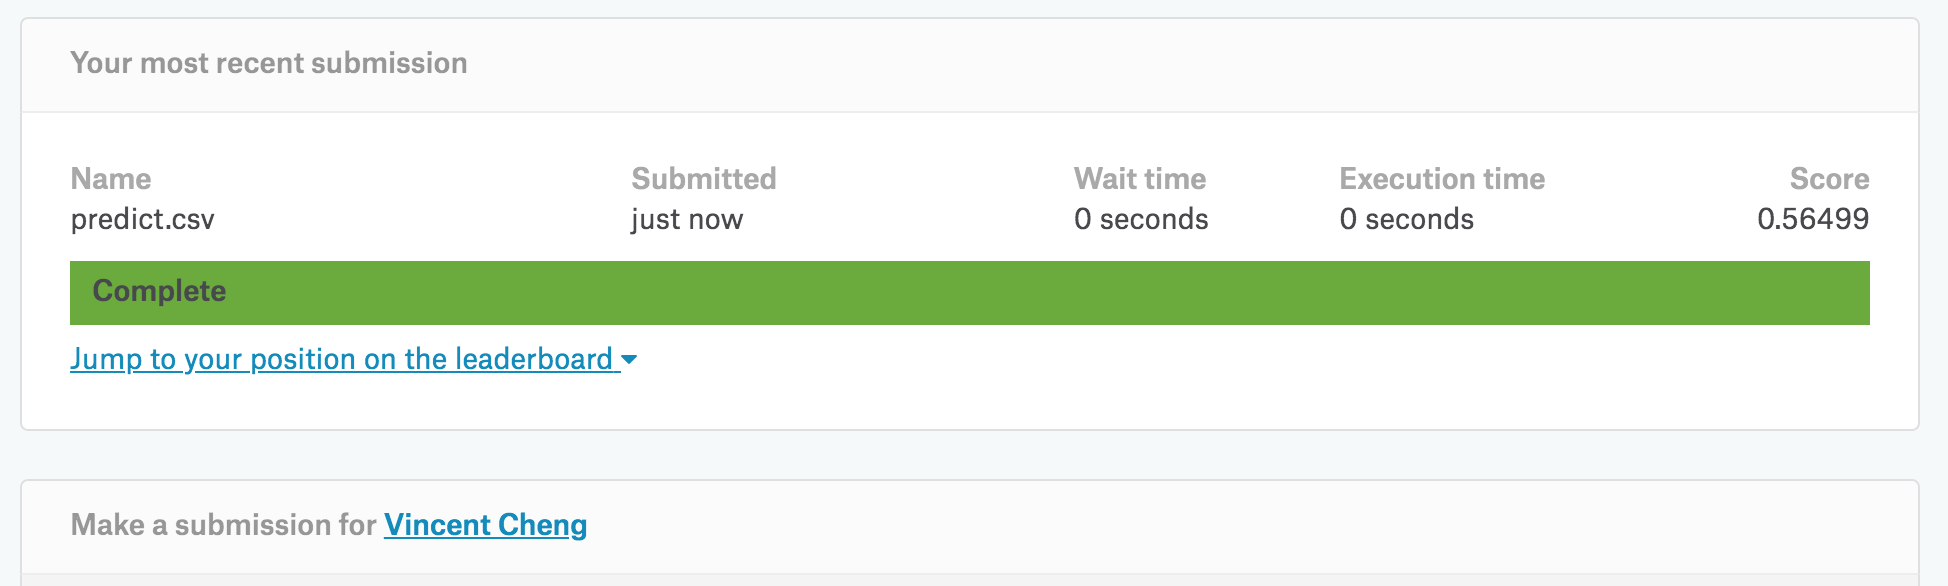 Your most recent submission
Name Submitted Wait time Execution time Score
predict.csv just now 0 seconds 0 seconds 0.56499
Complete
Jump to your position on the leaderboard
Make a submission for Vincent Cheng